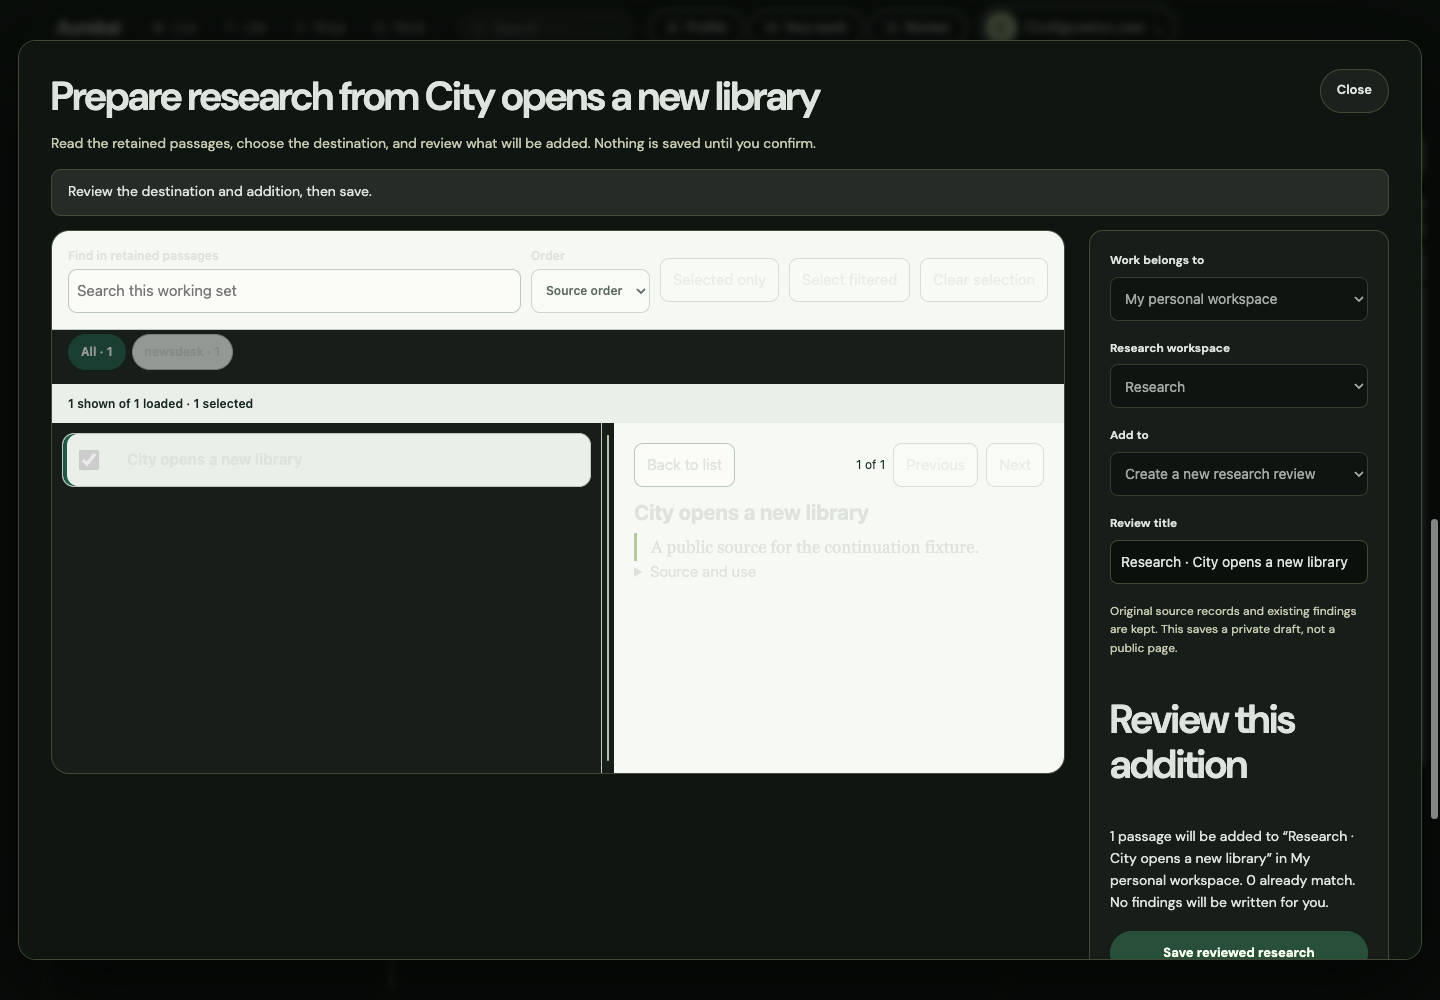 Prepare research from City opens a new library
Close
Read the retained passages, choose the destination, and review what will be added. Nothing is saved until you confirm.
Review the destination and addition, then save.
Find in retained passages
Order
Search this working set
Source order
Selected only
Select filtered
Clear selection
All · 1
newsdesk · 1
1 shown of 1 loaded · 1 selected
City opens a new library
Back to list
1 of 1
Previous
Next
City opens a new library
A public source for the continuation fixture.
Source and use
Work belongs to
My personal workspace
Research workspace
Research
Add to
Create a new research review
Review title
Research · City opens a new library
Original source records and existing findings
are kept. This saves a private draft, not a
public page.
Review this
addition
1 passage will be added to “Research ·
City opens a new library” in My
personal workspace. 0 already match.
No findings will be written for you.
Save reviewed research